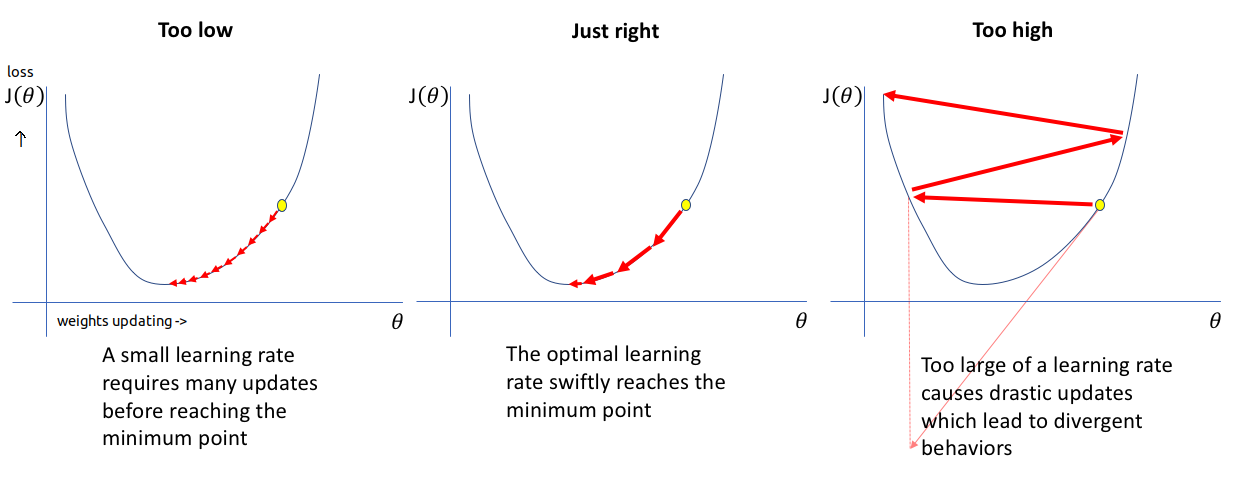 Too low
loss
J(θ)
↑
weights updating ->
θ
A small learning rate
requires many updates
before reaching the
minimum point
Just right
J(θ)
θ
The optimal learning
rate swiftly reaches the
minimum point
Too high
J(θ)
θ
Too large of a learning rate
causes drastic updates
which lead to divergent
behaviors